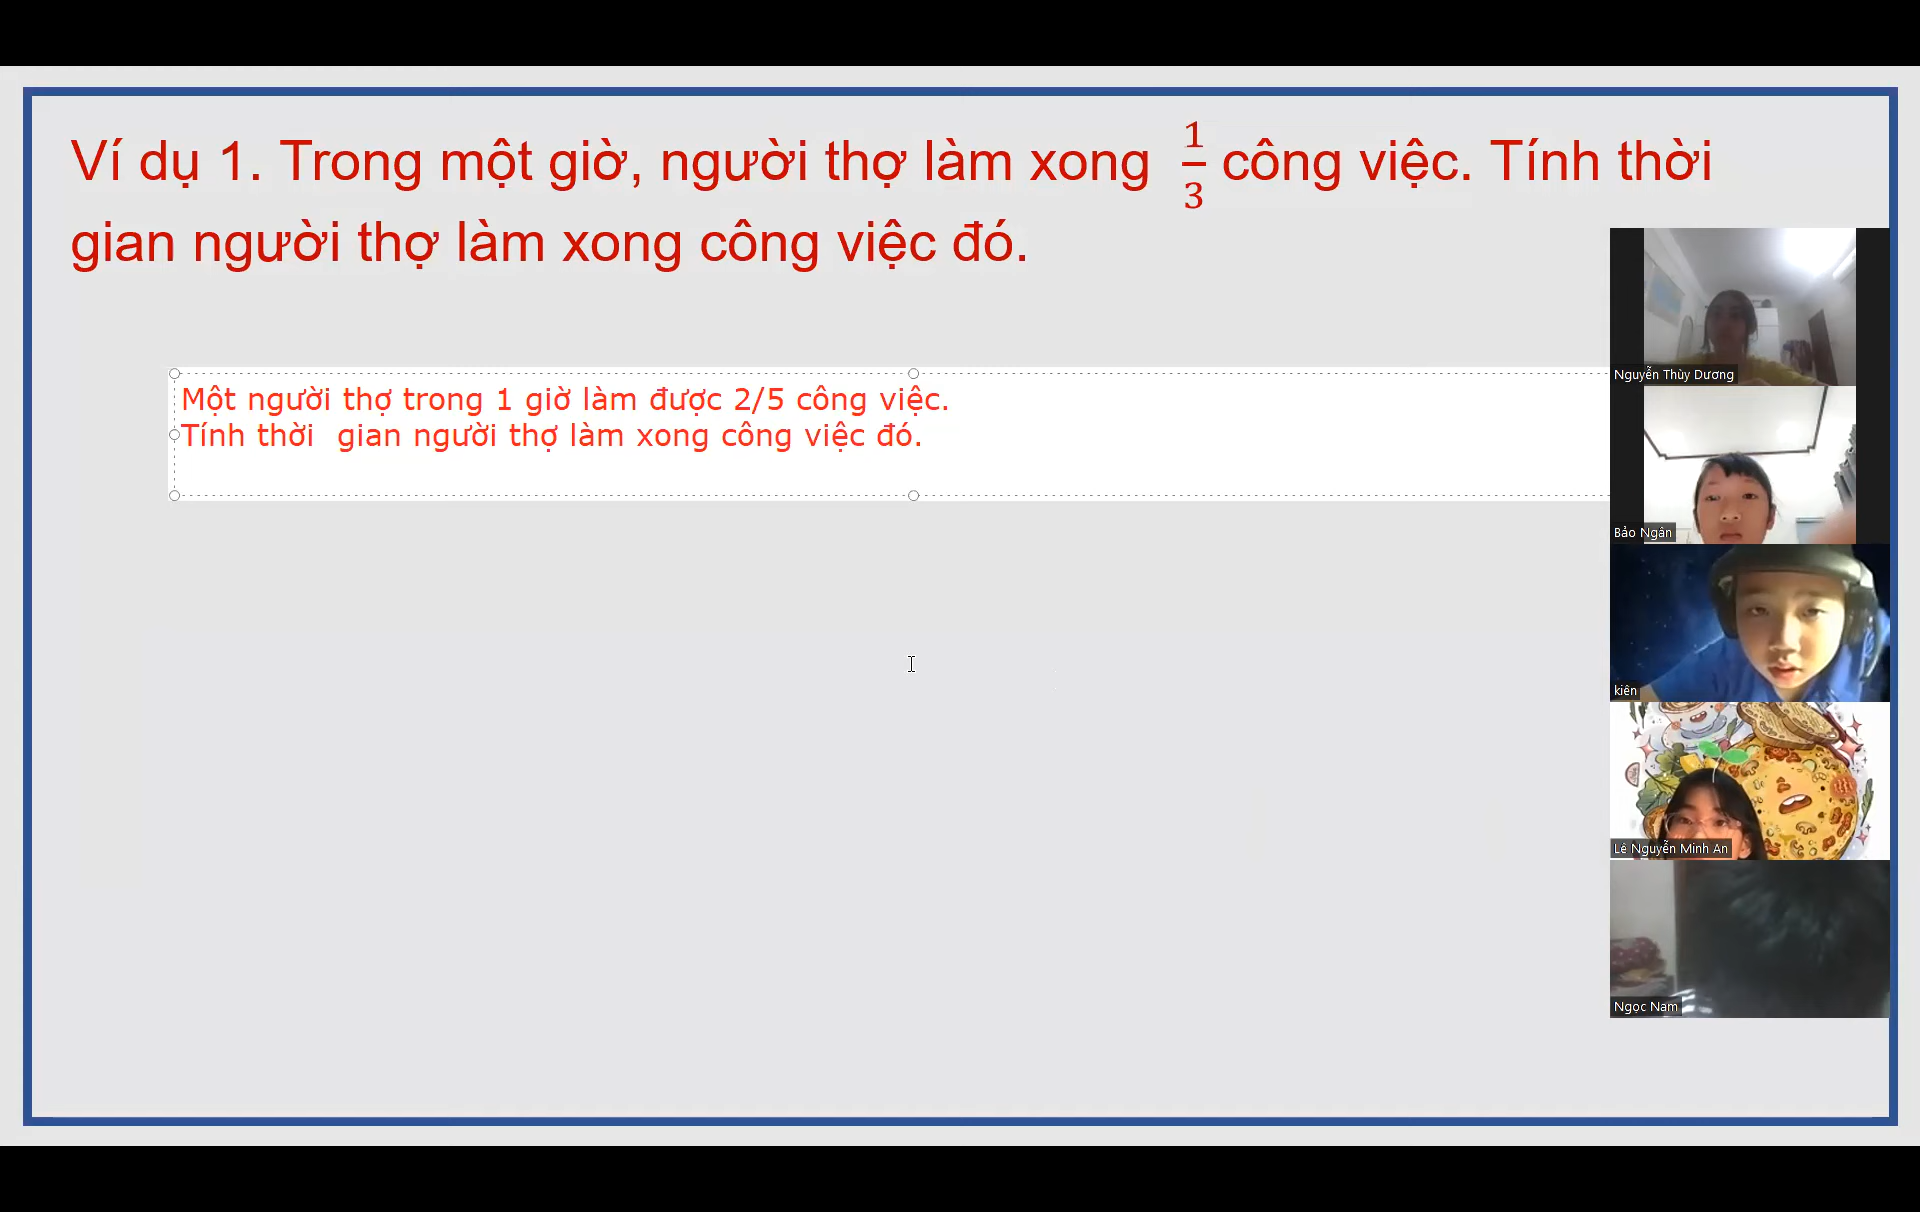 Ví dụ 1. Trong một giờ, người thợ làm xong 1/3 công việc. Tính thời
gian người thợ làm xong công việc đó.
Một người thợ trong 1 giờ làm được 2/5 công việc.
Tính thời  gian người thợ làm xong công việc đó.
Nguyễn Thùy Dương
Bảo Ngân
kiên
Lê Nguyễn Minh An
Ngọc Nam